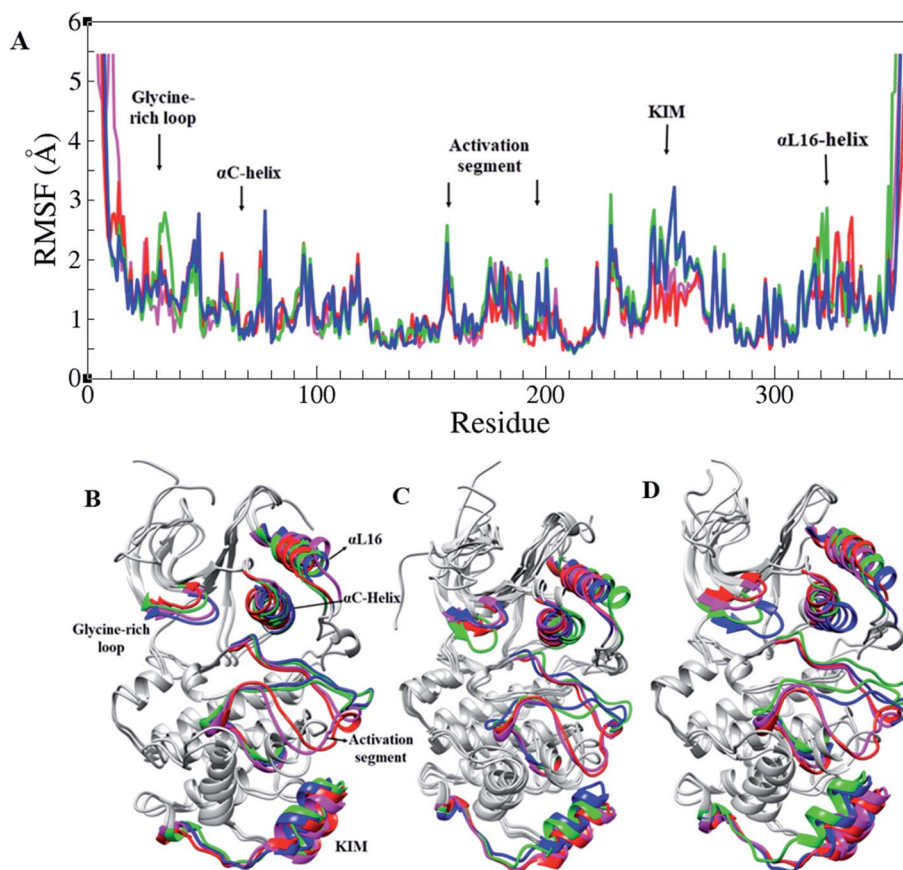 A
6
5
4
3
2
1
0
RMSF (Å)
Glycine-
rich loop
αC-helix
Activation
segment
KIM
αL16-helix
0
100
200
300
Residue
B
αL16
αC-Helix
Glycine-rich
loop
Activation
segment
KIM
C
D